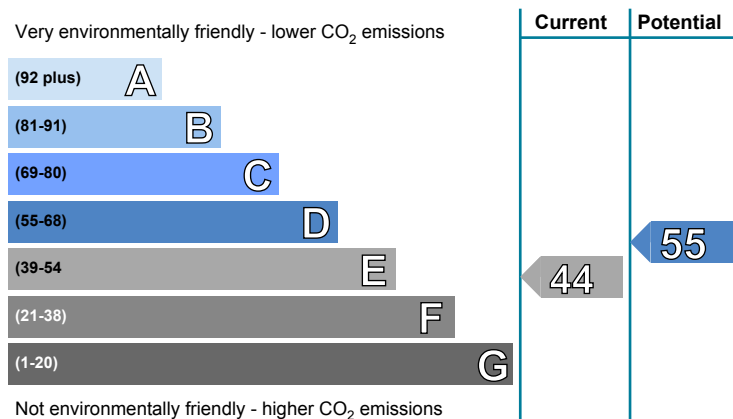 Very environmentally friendly - lower CO₂ emissions
Current
Potential
(92 plus) A
(81-91) B
(69-80) C
(55-68) D
55
(39-54 E
44
(21-38) F
(1-20) G
Not environmentally friendly - higher CO₂ emissions